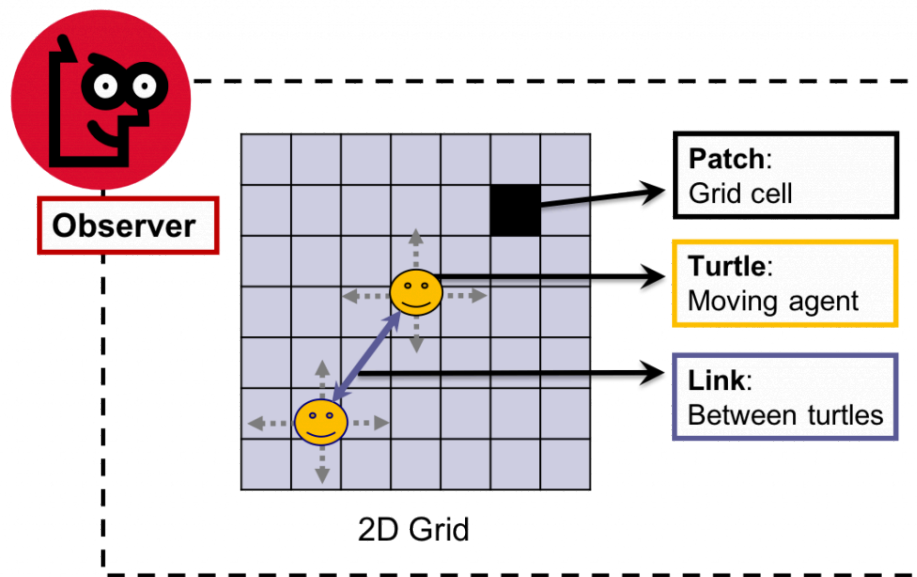 Observer
Patch:
Grid cell
Turtle:
Moving agent
Link:
Between turtles
2D Grid